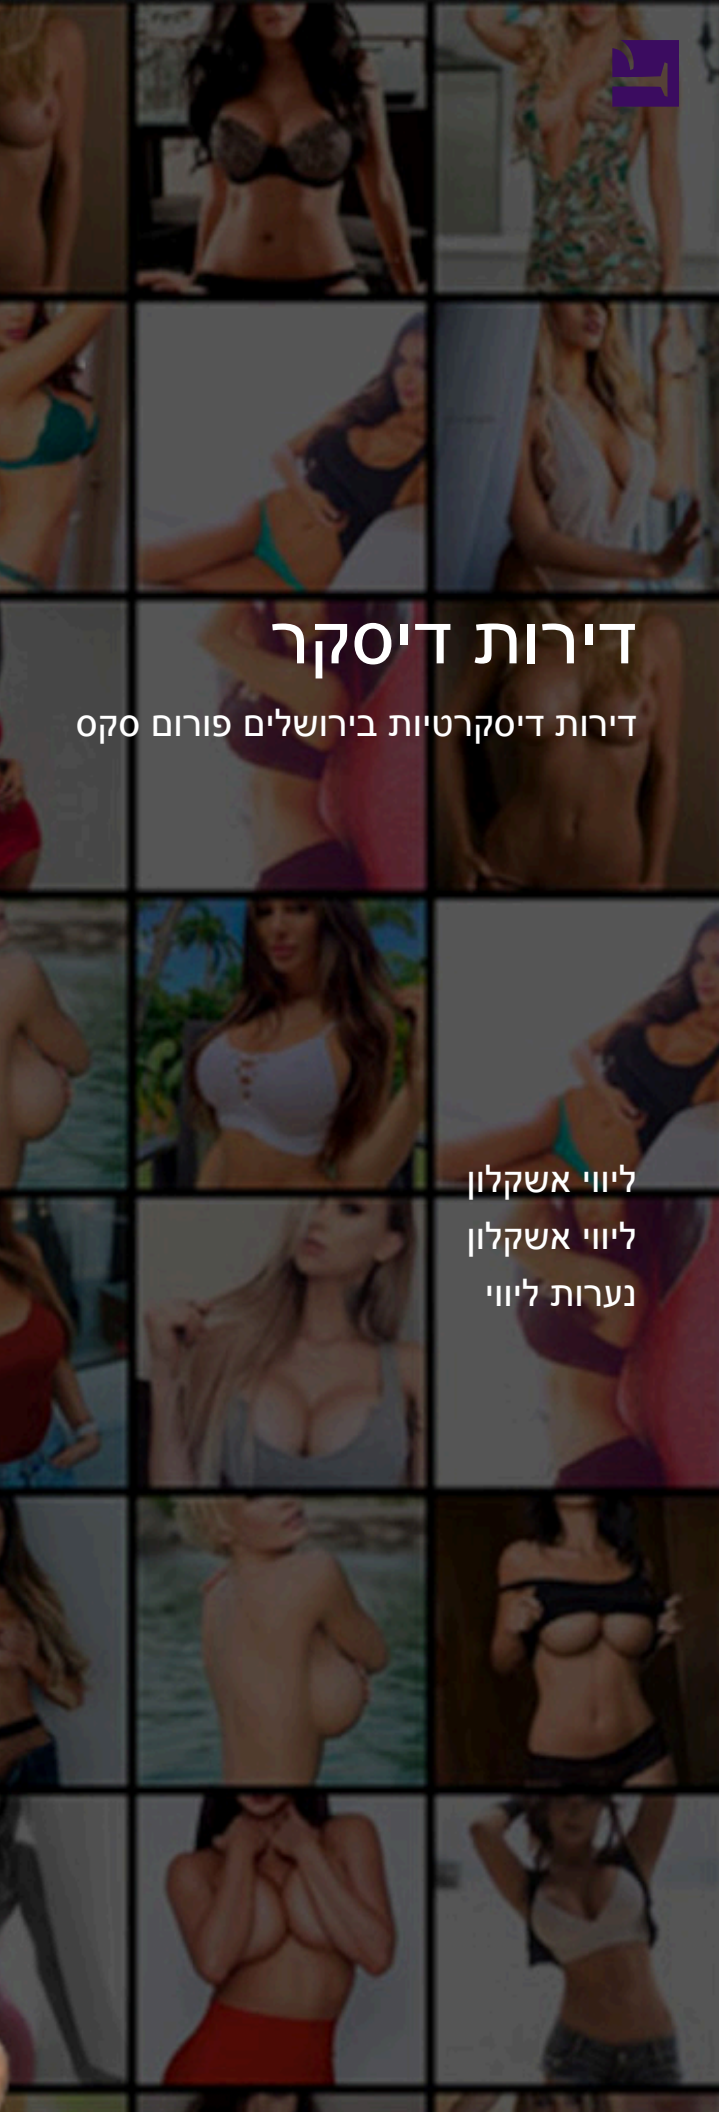 דירות דיסקר
דירות דיסקרטיות בירושלים פורום סקס
ליווי אשקלון
ליווי אשקלון
נערות ליווי